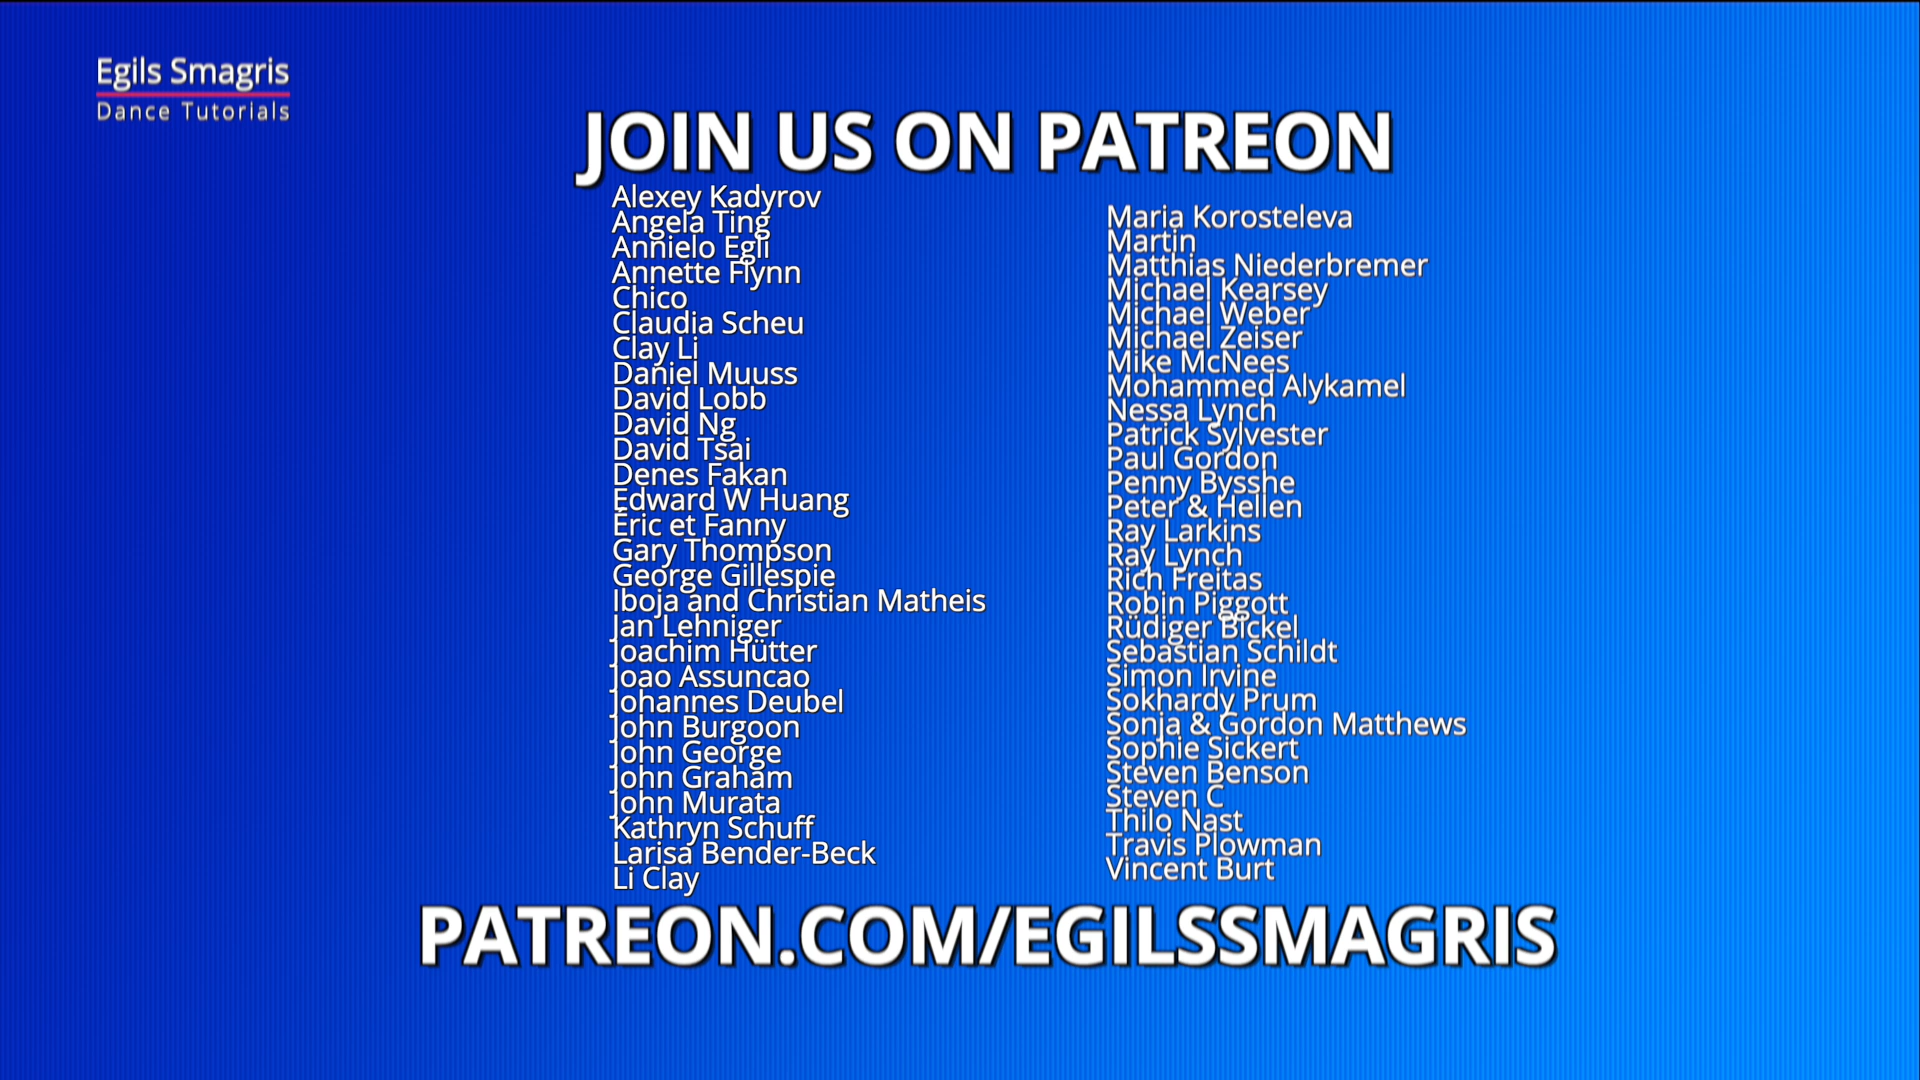 Egils Smagris
Dance Tutorials
JOIN US ON PATREON
Alexey Kadyrov
Angela Ting
Annielo Egli
Annette Flynn
Chico
Claudia Scheu
Clay Li
Daniel Muuss
David Lobb
David Ng
David Tsai
Denes Fakan
Edward W Huang
Éric et Fanny
Gary Thompson
George Gillespie
Iboja and Christian Matheis
Jan Lehniger
Joachim Hütter
Joao Assuncao
Johannes Deubel
John Burgoon
John George
John Graham
John Murata
Kathryn Schuff
Larisa Bender-Beck
Li Clay
Maria Korosteleva
Martin
Matthias Niederbremer
Michael Kearsey
Michael Weber
Michael Zeiser
Mike McNees
Mohammed Alykamel
Nessa Lynch
Patrick Sylvester
Paul Gordon
Penny Bysshe
Peter & Hellen
Ray Larkins
Ray Lynch
Rich Freitas
Robin Piggott
Rüdiger Bickel
Sebastian Schildt
Simon Irvine
Sokhardy Prum
Sonja & Gordon Matthews
Sophie Sickert
Steven Benson
Steven C
Thilo Nast
Travis Plowman
Vincent Burt
PATREON.COM/EGILSSMAGRIS